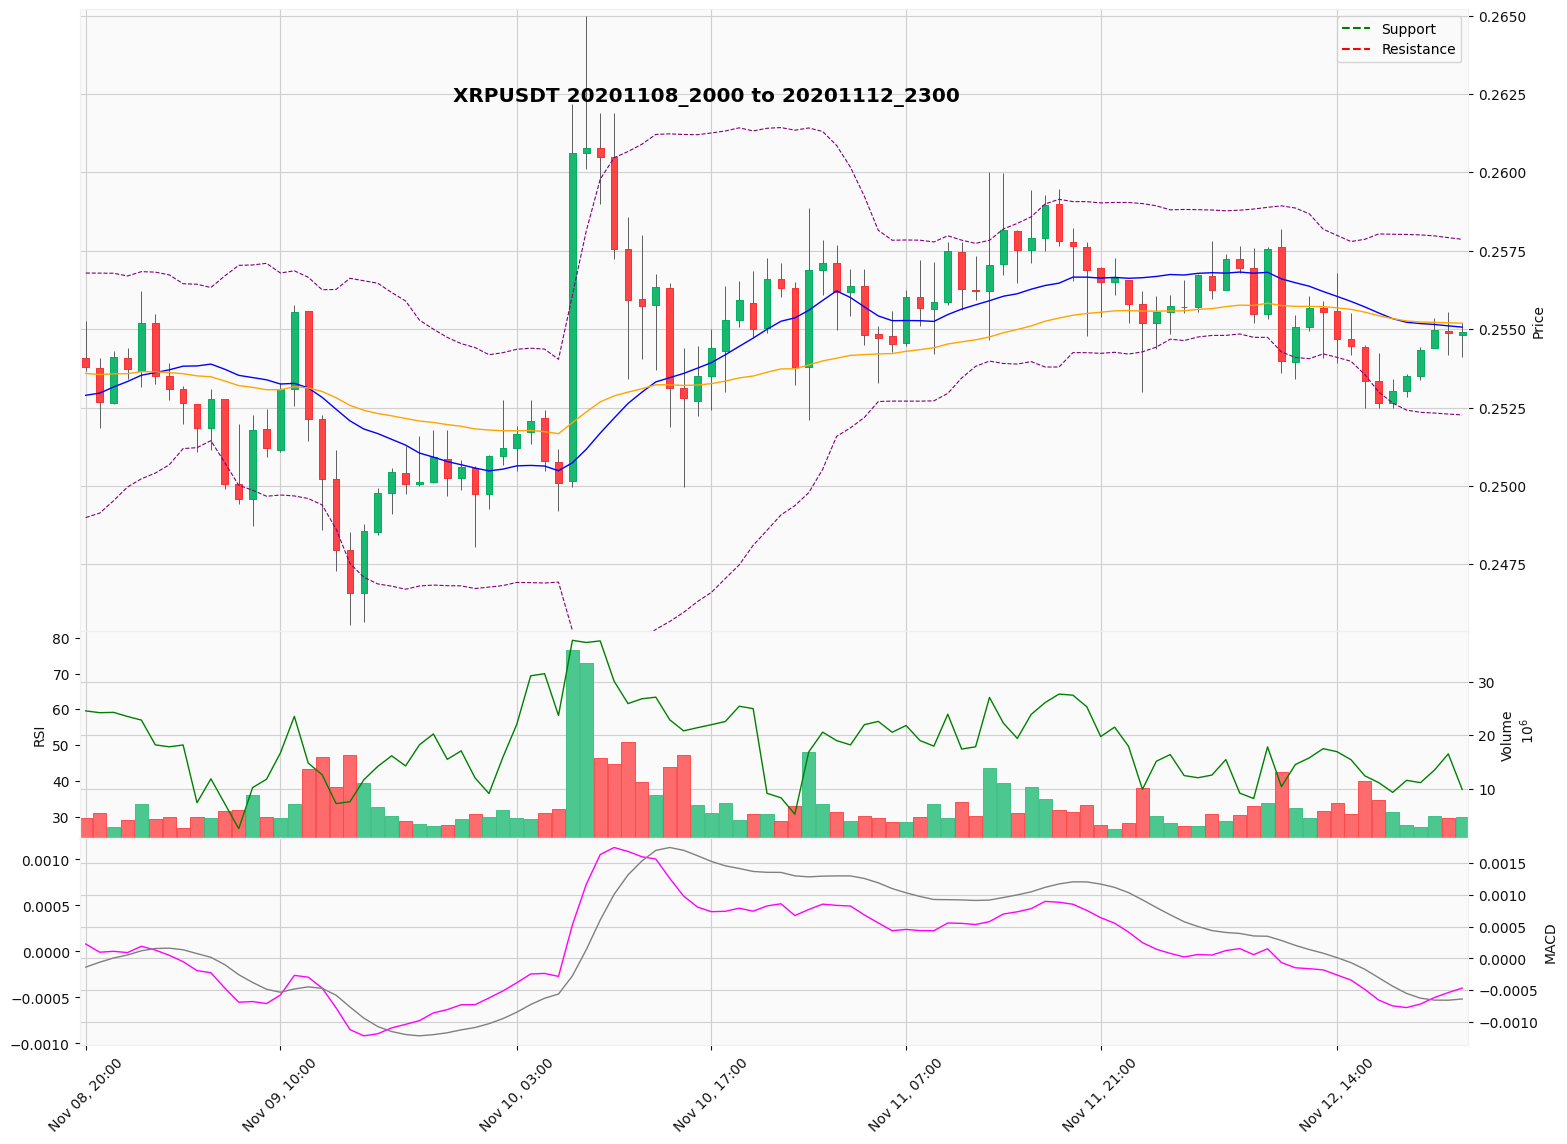 XRPUSDT 20201108_2000 to 20201112_2300
Support
Resistance
0.2650
0.2625
0.2600
0.2575
0.2550
0.2525
0.2500
0.2475
Price
80
70
60
50
40
30
RSI
30
20
10
Volume
10^6
0.0010
0.0005
0.0000
−0.0005
−0.0010
0.0015
0.0010
0.0005
0.0000
−0.0005
−0.0010
MACD
Nov 08, 20:00
Nov 09, 10:00
Nov 10, 03:00
Nov 10, 17:00
Nov 11, 07:00
Nov 11, 21:00
Nov 12, 14:00